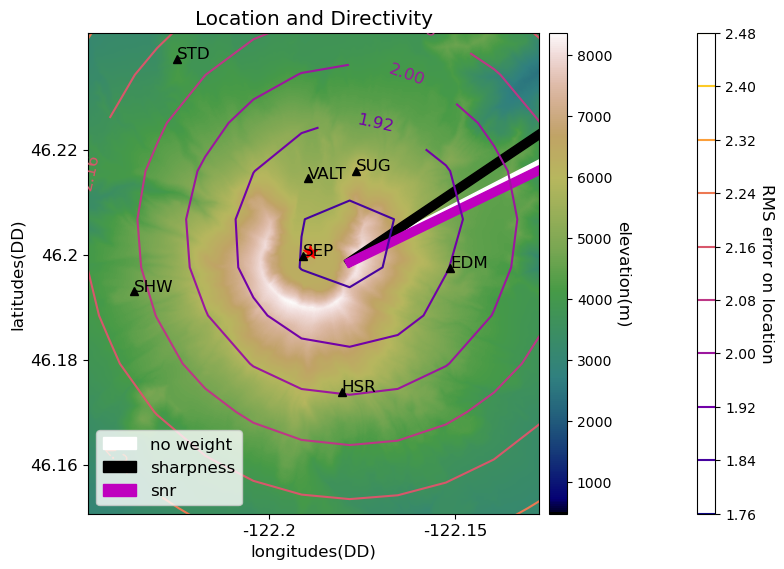 Location and Directivity
STD
2.00
1.92
VALT
SUG
SEP
EDM
SHW
HSR
2.16
46.22
46.2
46.18
46.16
latitudes(DD)
-122.2
-122.15
longitudes(DD)
no weight
sharpness
snr
8000
7000
6000
5000
4000
3000
2000
1000
elevation(m)
2.48
2.40
2.32
2.24
2.16
2.08
2.00
1.92
1.84
1.76
RMS error on location